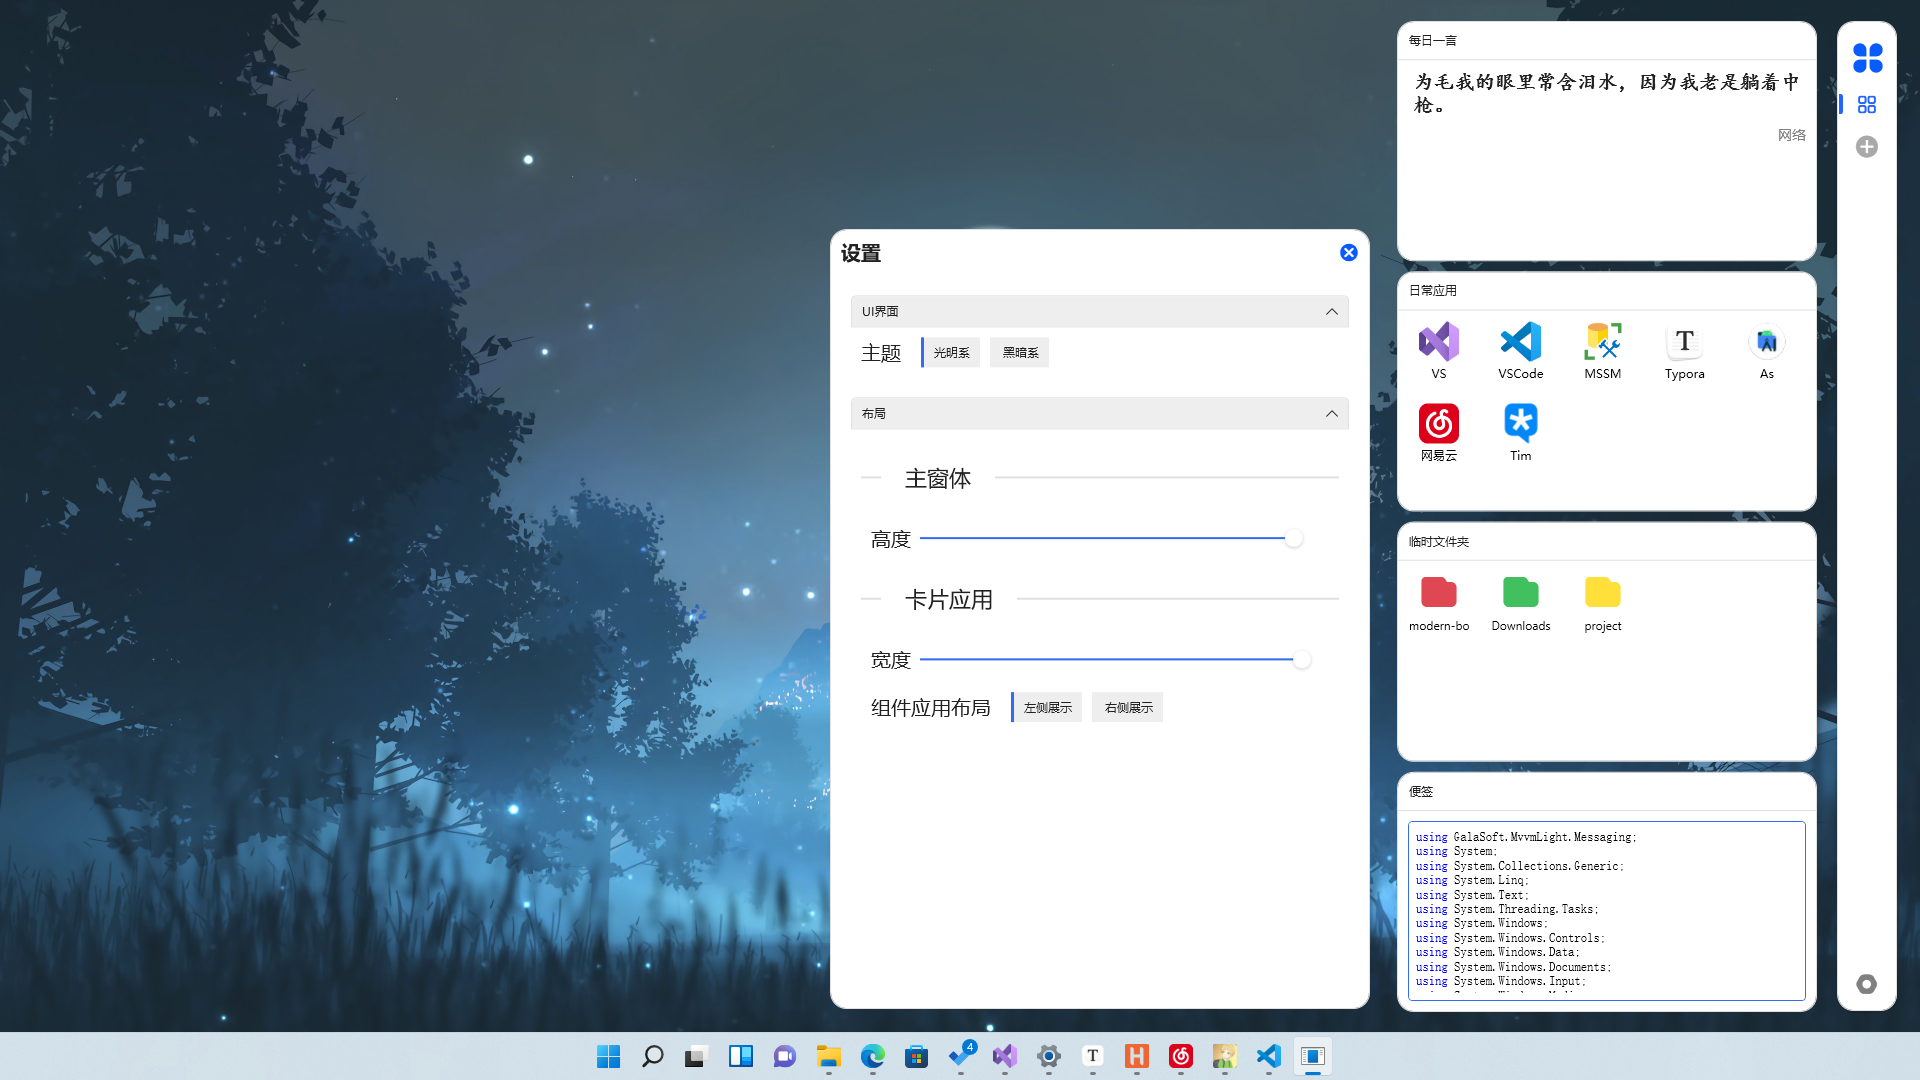 每日一言
为毛我的眼里常含泪水，因为我老是躺着中
枪。
网络
设置
UI界面
主题 光明系 黑暗系
布局
主窗体
高度
卡片应用
宽度
组件应用布局 左侧展示 右侧展示
日常应用
VS VSCode MSSM Typora As
网易云 Tim
临时文件夹
modern-bo Downloads project
便签
using GalaSoft.MvvmLight.Messaging;
using System;
using System.Collections.Generic;
using System.Linq;
using System.Text;
using System.Threading.Tasks;
using System.Windows;
using System.Windows.Controls;
using System.Windows.Data;
using System.Windows.Documents;
using System.Windows.Input;
4